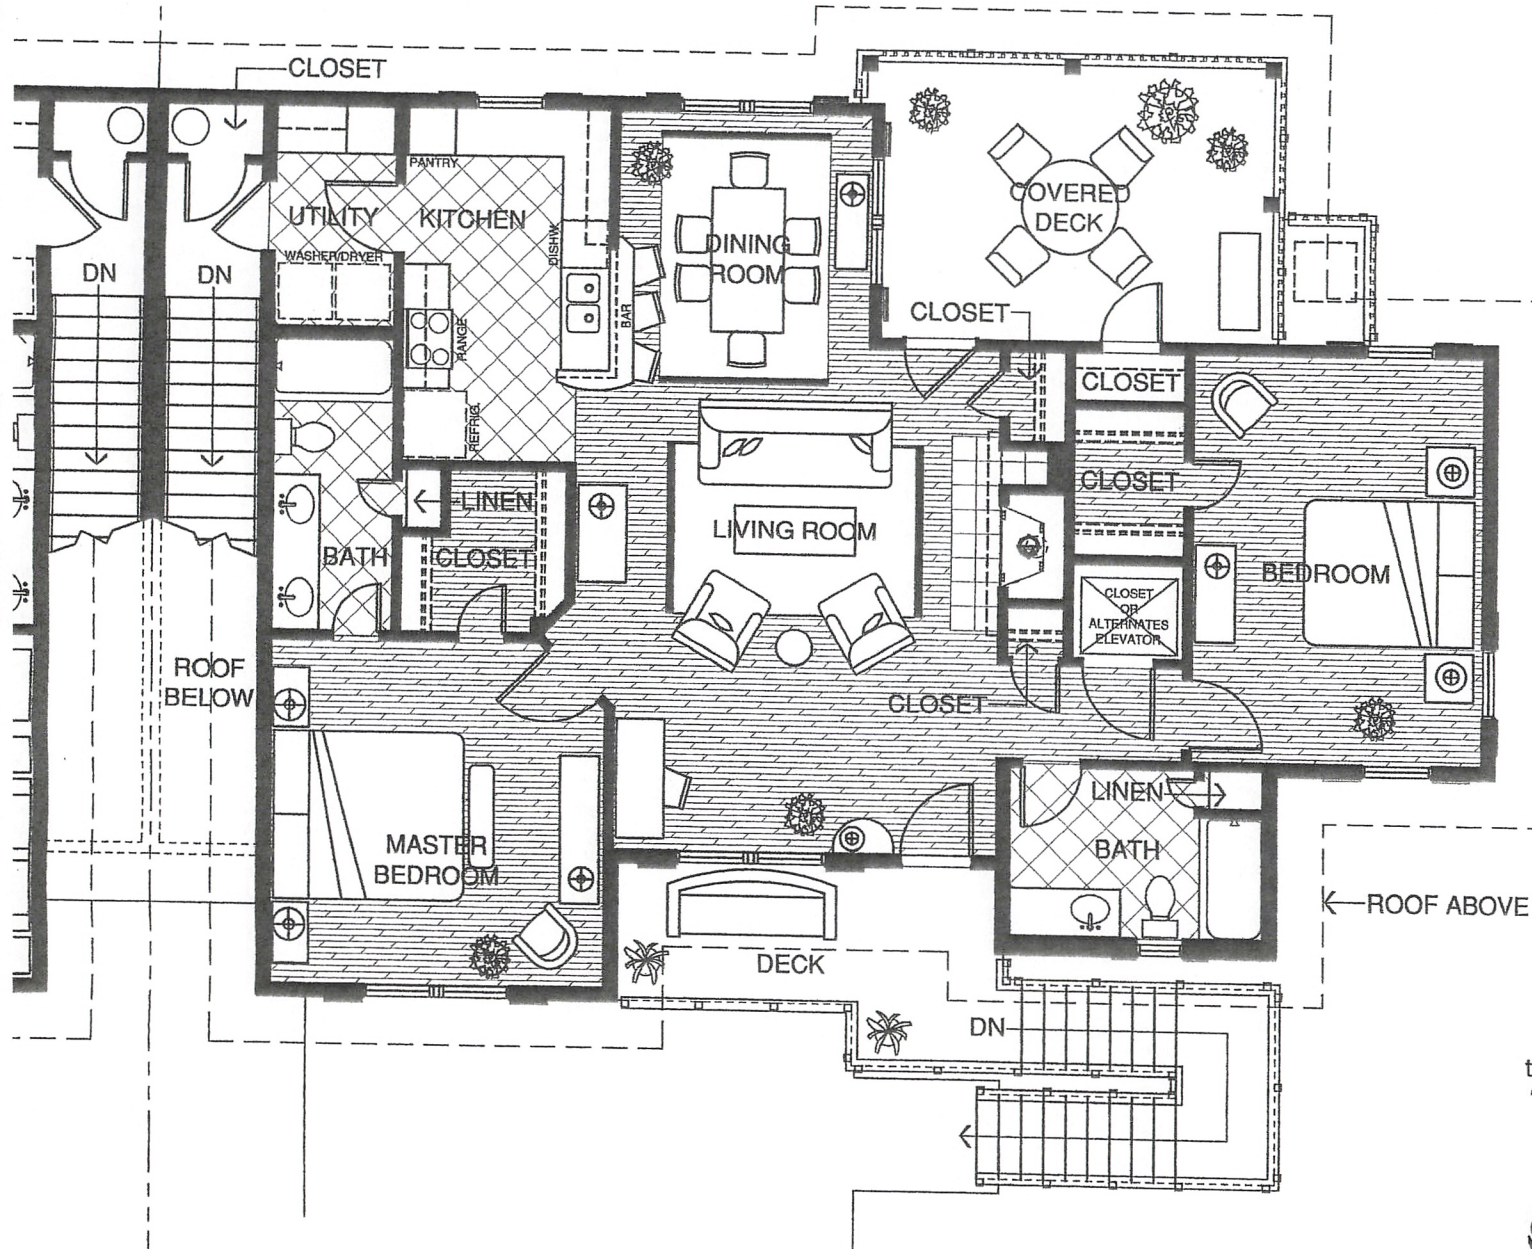 CLOSET
PANTRY
UTILITY
KITCHEN
COVERED
DECK
DINING
ROOM
DISHW.
WASHER/DRYER
DN
DN
BAR
RANGE
CLOSET
CLOSET
REFRIG.
CLOSET
LINEN
LIVING ROOM
BATH
CLOSET
BEDROOM
CLOSET
OR
ALTERNATES
ELEVATOR
ROOF
BELOW
CLOSET
LINEN
MASTER
BEDROOM
BATH
ROOF ABOVE
DECK
DN